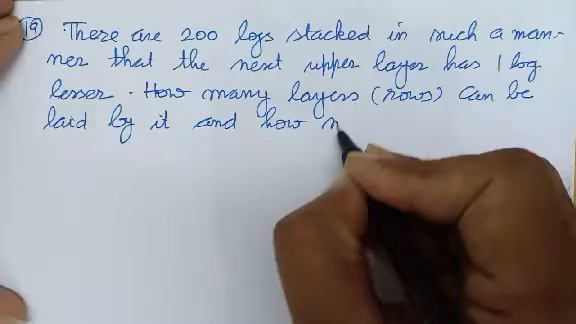 19) There are 200 logs stacked in such a man-
ner that the next upper layer has 1 log
lesser. How many layers (rows) can be
laid by it and how